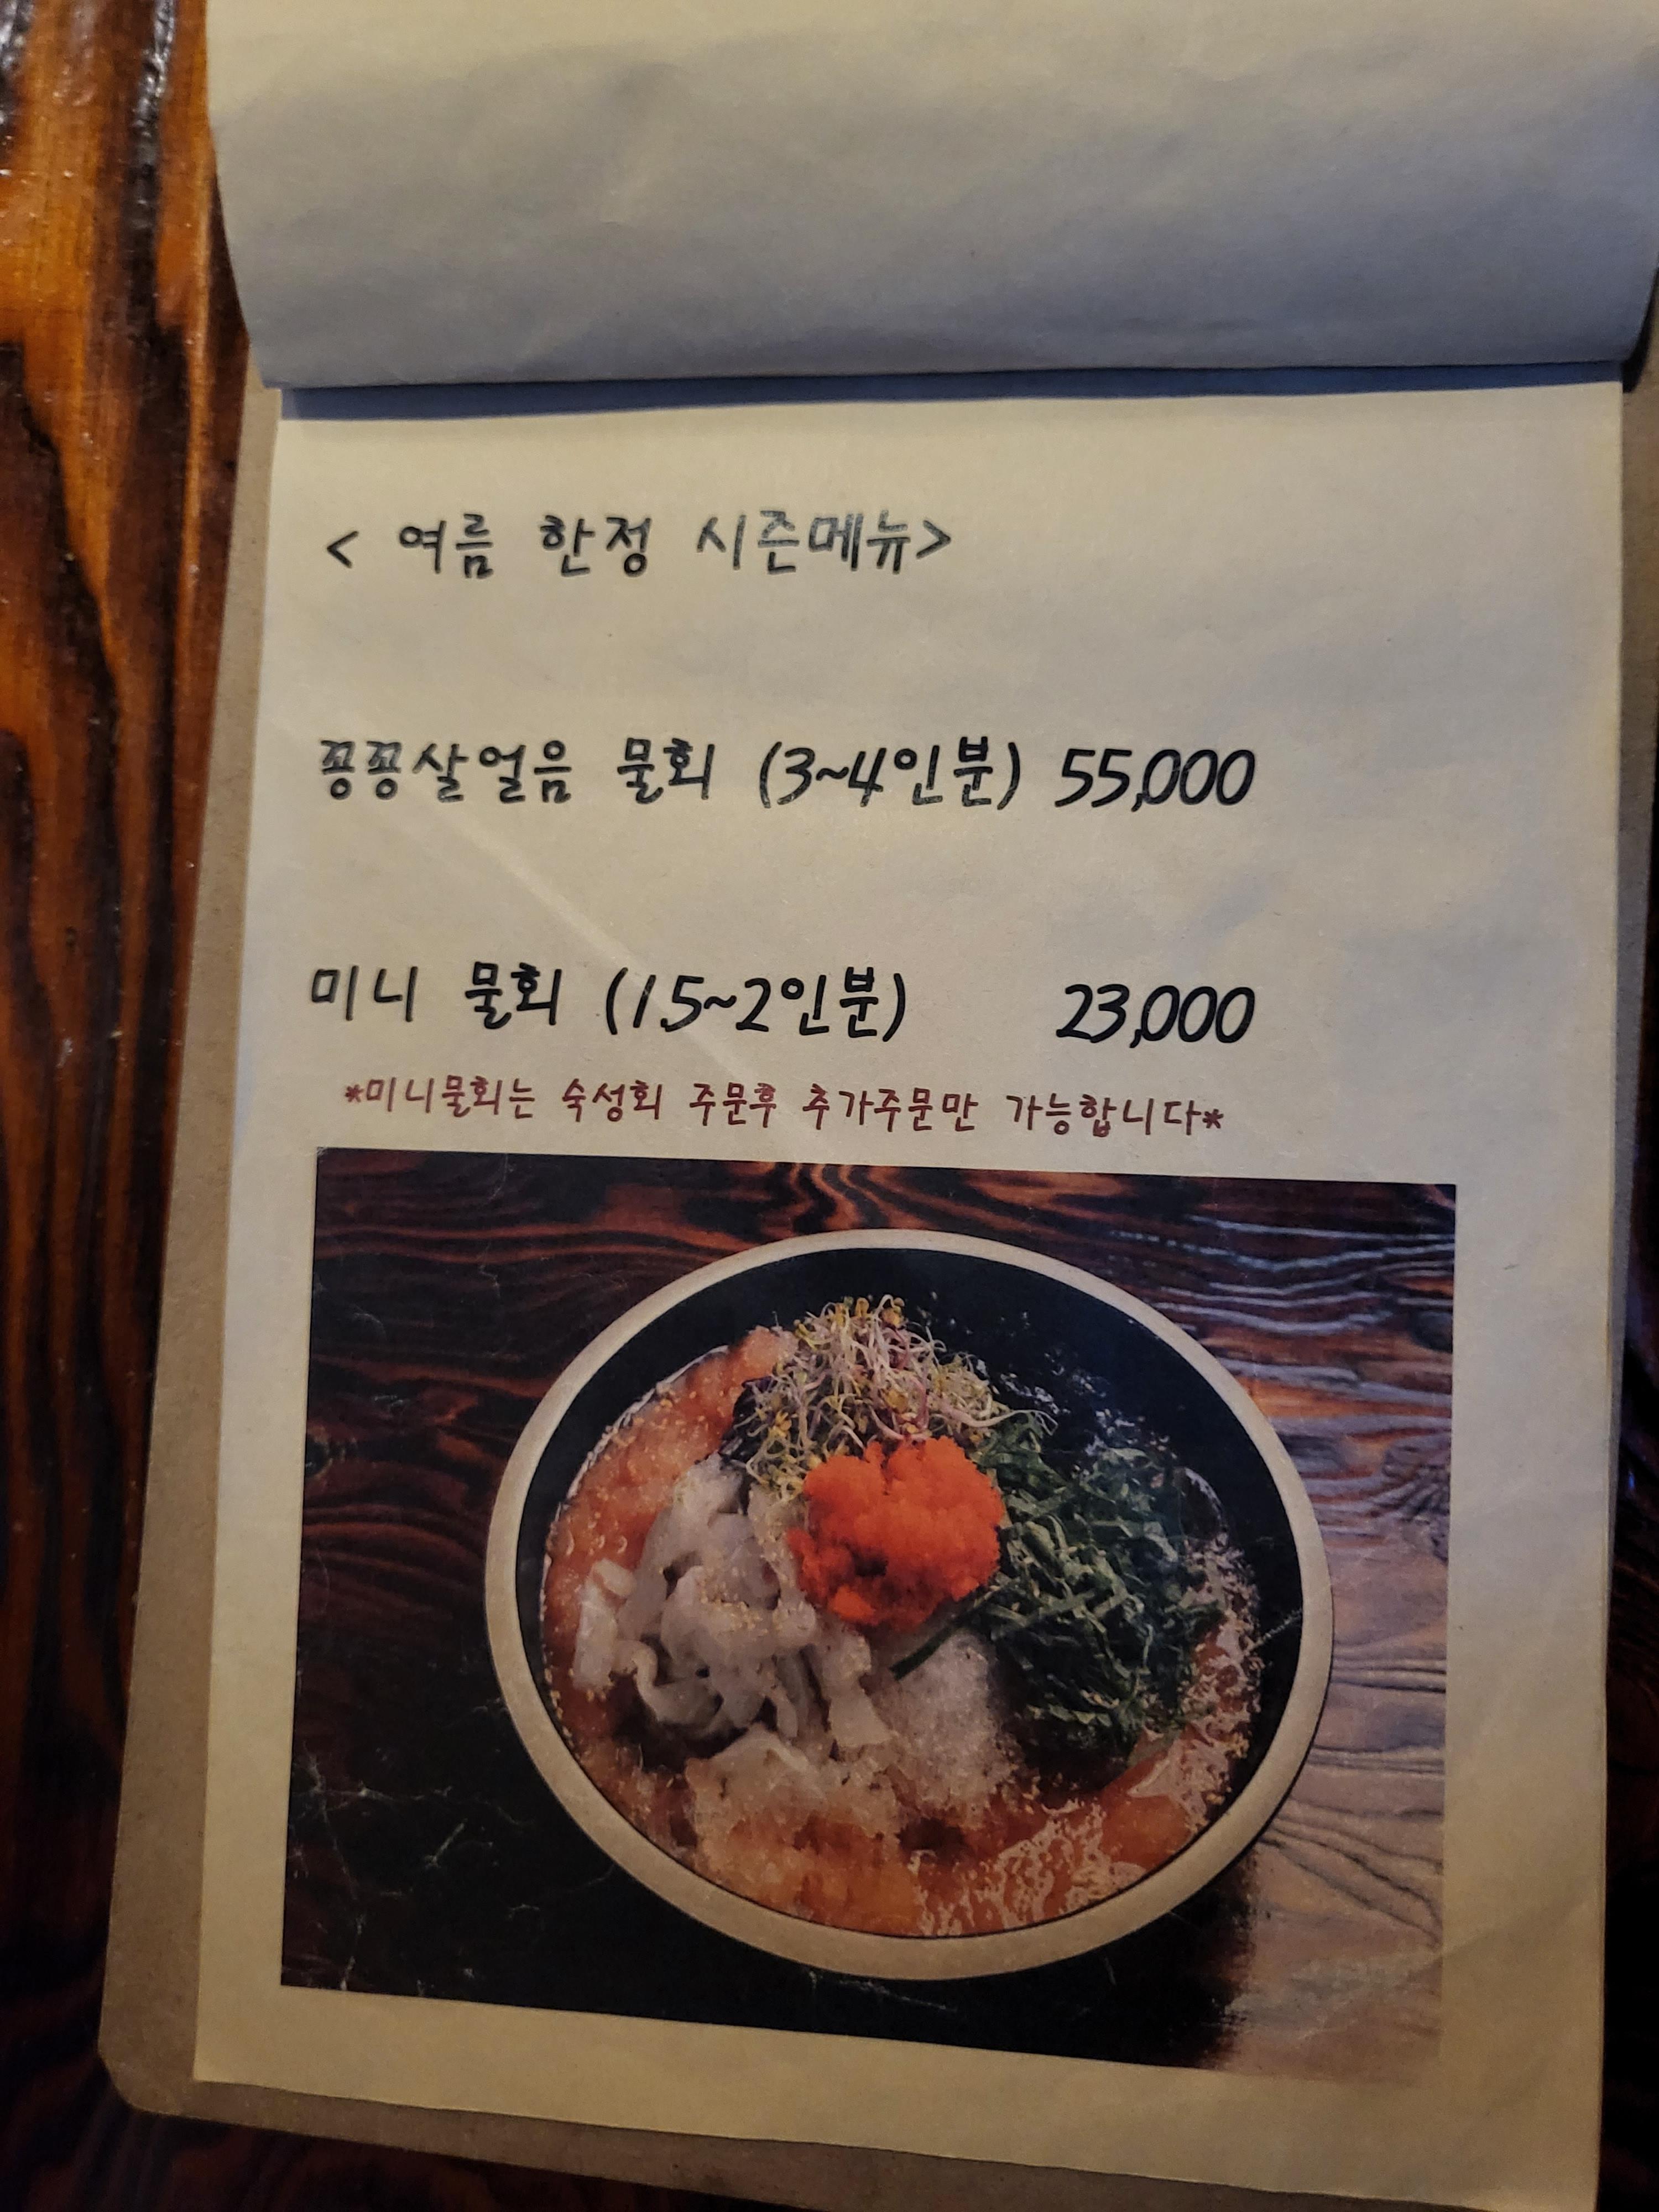 < 여름 한정 시즌메뉴>
꽁꽁살얼음 물회 (3~4인분) 55,000
미니 물회 (1.5~2인분) 23,000
*미니물회는 숙성회 주문후 추가주문만 가능합니다*